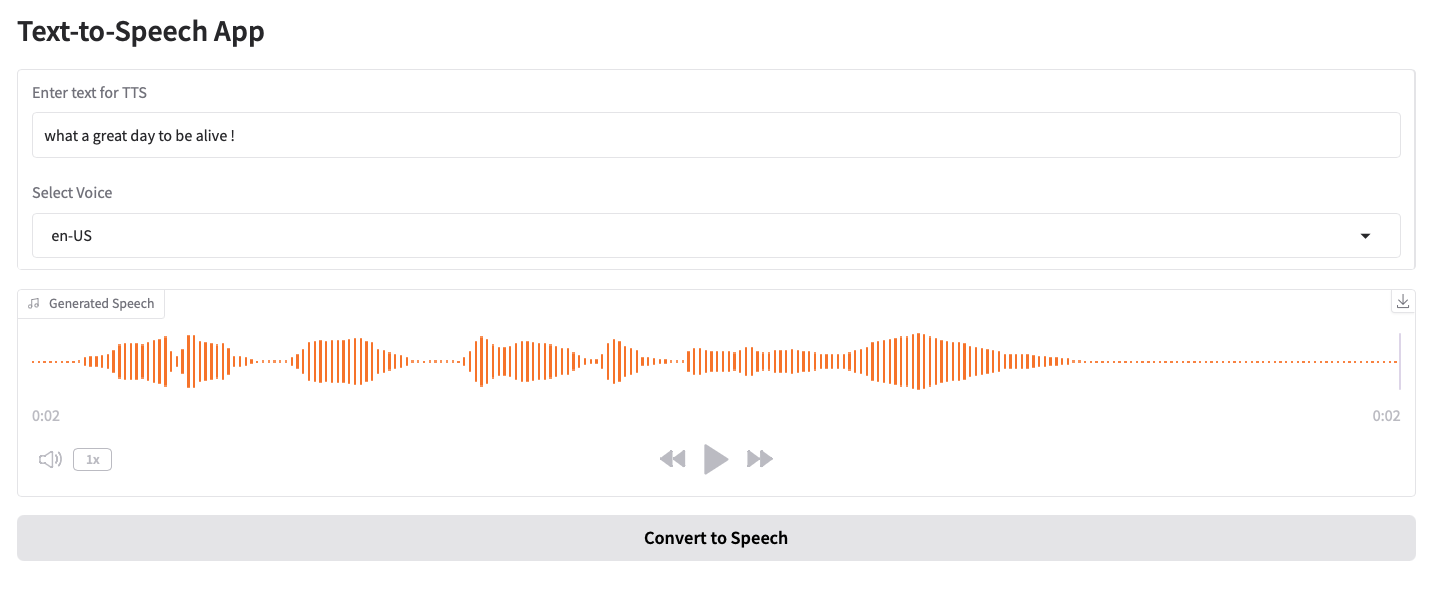 Text-to-Speech App
Enter text for TTS
what a great day to be alive !
Select Voice
en-US
Generated Speech
0:02
0:02
1x
Convert to Speech